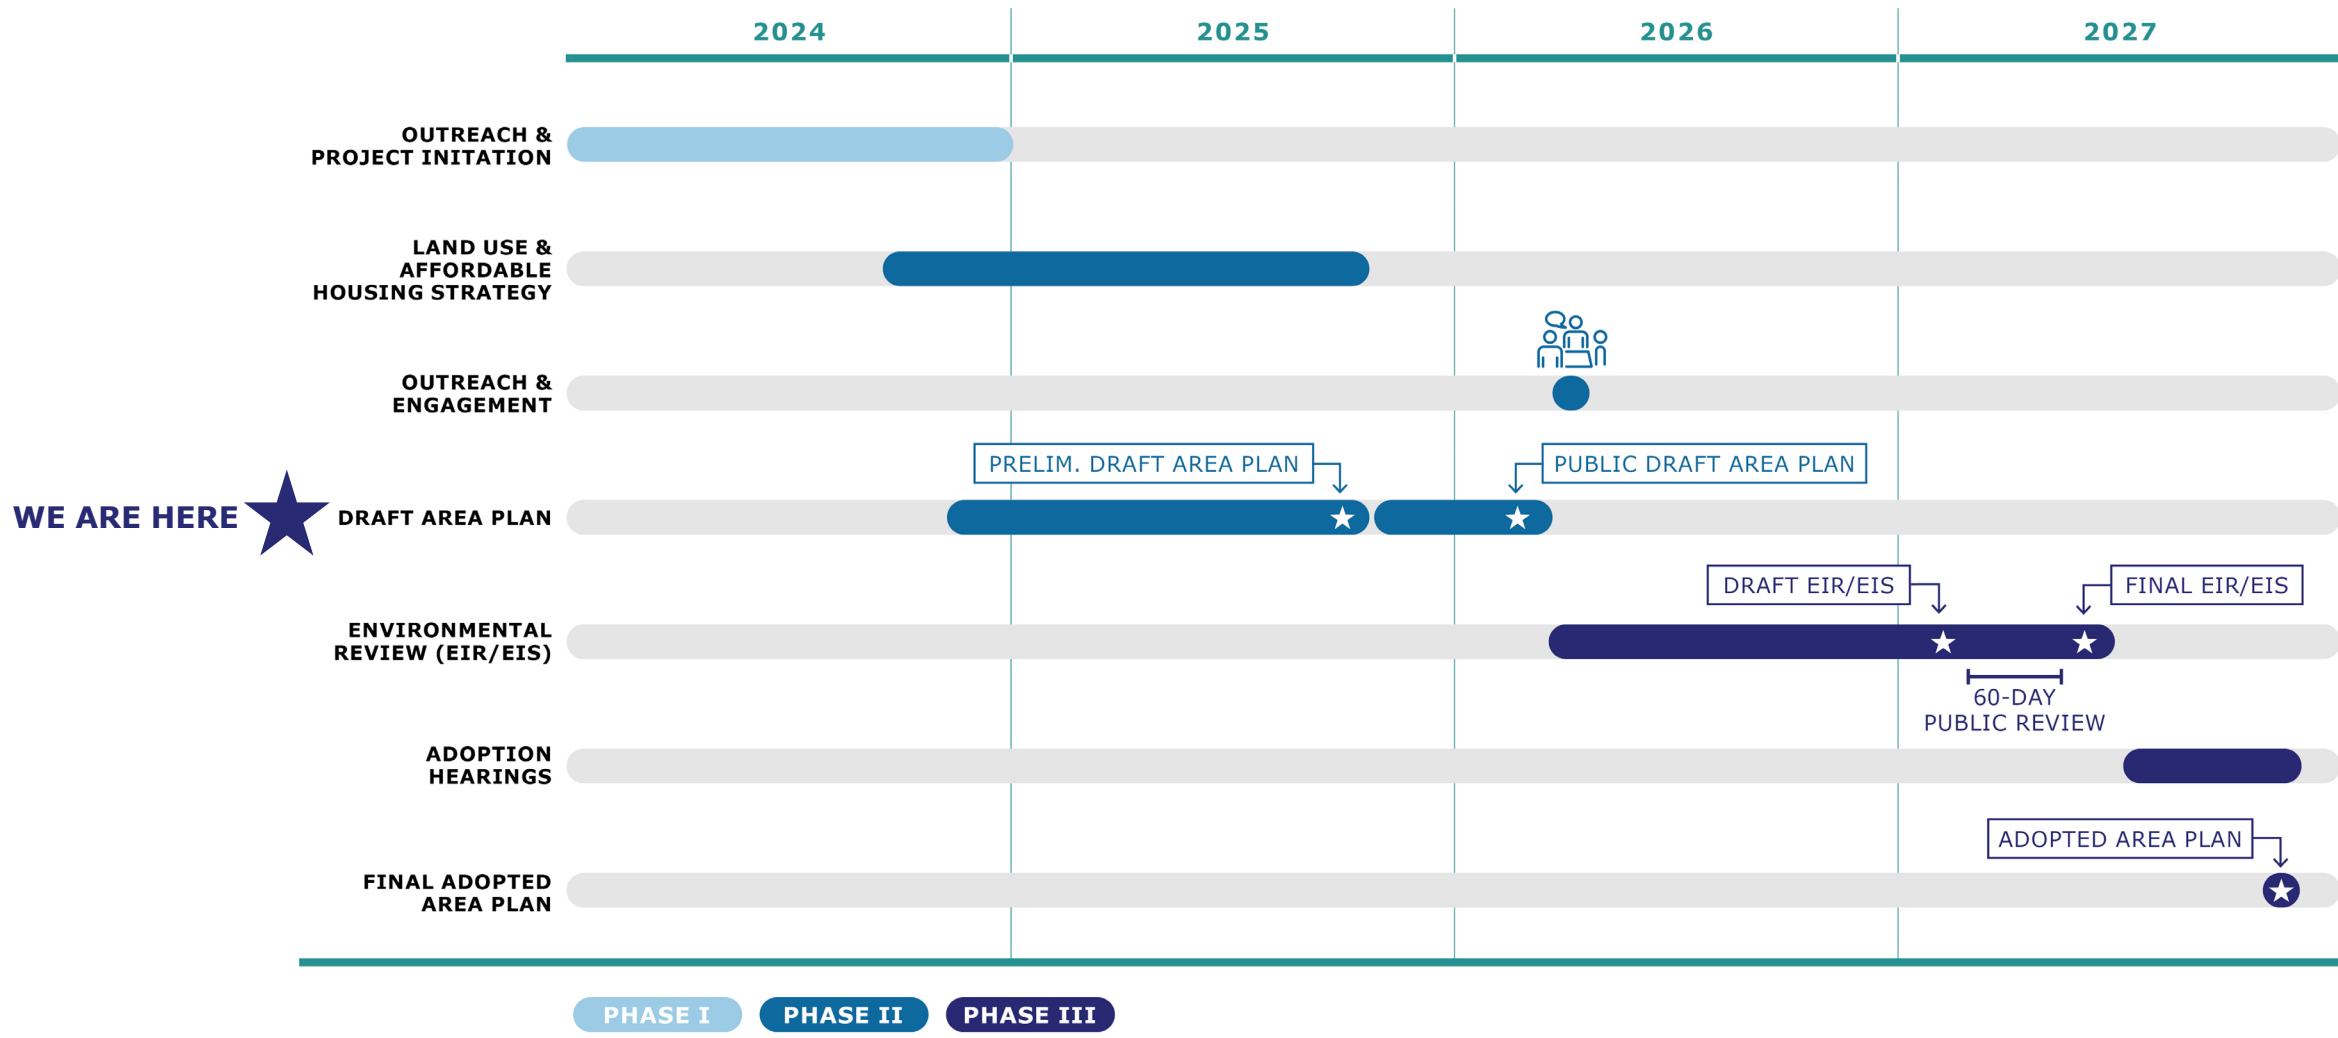 2024
2025
2026
2027
OUTREACH &
PROJECT INITATION
LAND USE &
AFFORDABLE
HOUSING STRATEGY
OUTREACH &
ENGAGEMENT
PRELIM. DRAFT AREA PLAN
PUBLIC DRAFT AREA PLAN
WE ARE HERE
DRAFT AREA PLAN
DRAFT EIR/EIS
FINAL EIR/EIS
ENVIRONMENTAL
REVIEW (EIR/EIS)
60-DAY
PUBLIC REVIEW
ADOPTION
HEARINGS
ADOPTED AREA PLAN
FINAL ADOPTED
AREA PLAN
PHASE I
PHASE II
PHASE III